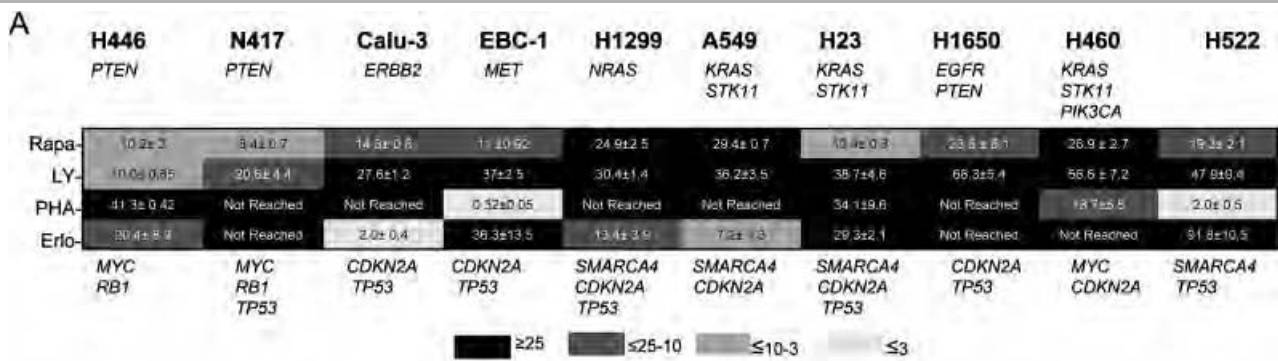 A
H446 N417 Calu-3 EBC-1 H1299 A549 H23 H1650 H460 H522
PTEN PTEN ERBB2 MET NRAS KRAS KRAS EGFR KRAS
STK11 STK11 PTEN STK11
PIK3CA
Rapa- 24.9±2.5 29.4±0.7 26.9±2.7 19.3±2.1
LY- 20.6±4.4 27.6±1.2 37±2.5 30.4±1.4 36.2±3.5 38.7±4.6 47.9±9.4
PHA- 41.3±0.42 Not Reached Not Reached 0.32±0.05 Not Reached Not Reached 34.1±9.6 Not Reached 2.0±0.5
Erlo- Not Reached 2.0±0.4 36.3±13.5 13.4±3.9 29.3±2.1 Not Reached Not Reached 91.8±10.5
MYC MYC CDKN2A CDKN2A SMARCA4 SMARCA4 SMARCA4 CDKN2A MYC SMARCA4
RB1 RB1 TP53 TP53 CDKN2A CDKN2A CDKN2A TP53 CDKN2A TP53
TP53 TP53 TP53
≥25 ≤25-10 ≤10-3 ≤3